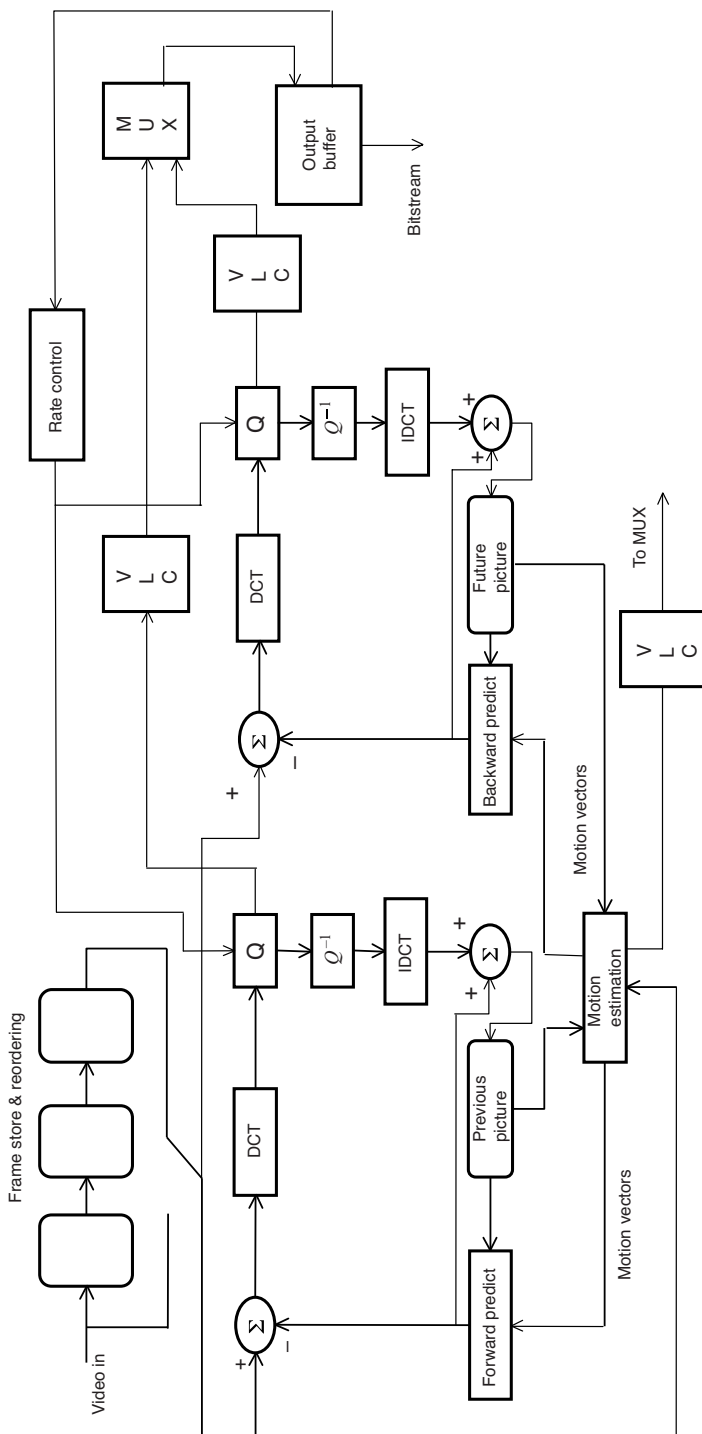 Frame store & reordering
Video in
Rate control
M
U
X
Output
buffer
Bitstream
V
L
C
V
L
C
+
−
Σ
DCT
Q
Q⁻¹
IDCT
+
+
Σ
Previous
picture
Forward predict
+
−
Σ
DCT
Q
Q⁻¹
IDCT
+
+
Σ
Future
picture
Backward predict
Motion vectors
Motion
estimation
Motion vectors
V
L
C
To MUX